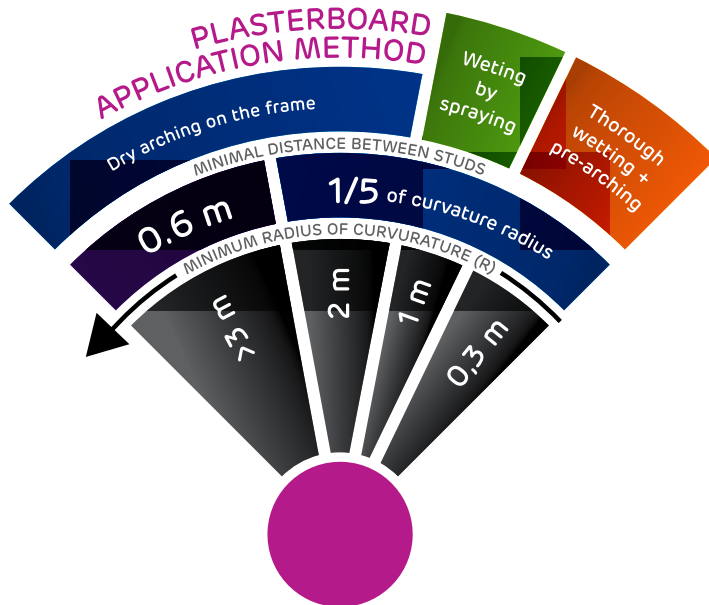 PLASTERBOARD
APPLICATION METHOD
Dry arching on the frame
Weting
by
spraying
Thorough
wetting +
pre-arching
MINIMAL DISTANCE BETWEEN STUDS
0.6 m
1/5 of curvature radius
MINIMUM RADIUS OF CURVURATURE (R)
>3 m
2 m
1 m
0,3 m